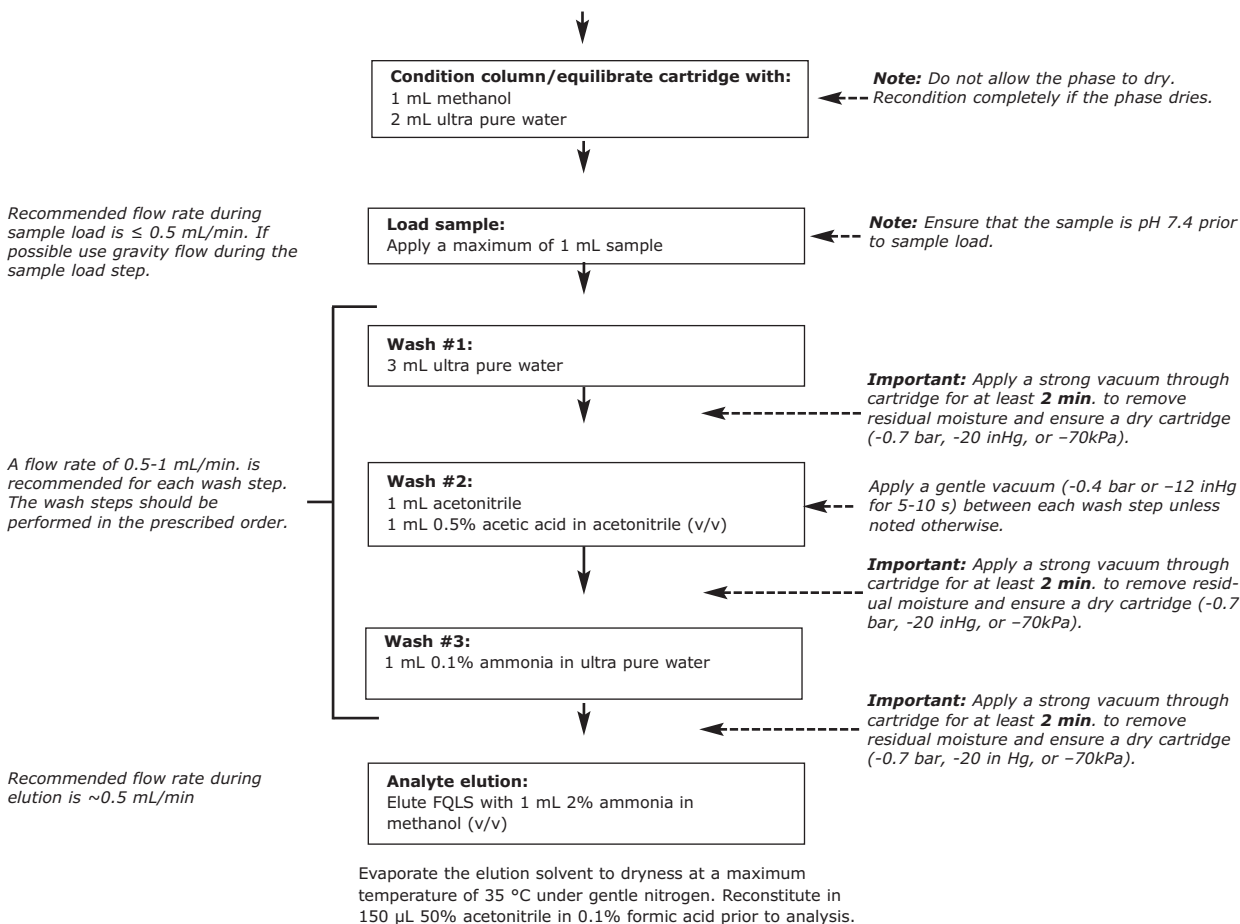 Condition column/equilibrate cartridge with:
1 mL methanol
2 mL ultra pure water
Note: Do not allow the phase to dry.
Recondition completely if the phase dries.
Recommended flow rate during
sample load is ≤ 0.5 mL/min. If
possible use gravity flow during the
sample load step.
Load sample:
Apply a maximum of 1 mL sample
Note: Ensure that the sample is pH 7.4 prior
to sample load.
Wash #1:
3 mL ultra pure water
Important: Apply a strong vacuum through
cartridge for at least 2 min. to remove
residual moisture and ensure a dry cartridge
(-0.7 bar, -20 inHg, or –70kPa).
A flow rate of 0.5-1 mL/min. is
recommended for each wash step.
The wash steps should be
performed in the prescribed order.
Wash #2:
1 mL acetonitrile
1 mL 0.5% acetic acid in acetonitrile (v/v)
Apply a gentle vacuum (-0.4 bar or –12 inHg
for 5-10 s) between each wash step unless
noted otherwise.
Important: Apply a strong vacuum through
cartridge for at least 2 min. to remove resid-
ual moisture and ensure a dry cartridge (-0.7
bar, -20 inHg, or –70kPa).
Wash #3:
1 mL 0.1% ammonia in ultra pure water
Important: Apply a strong vacuum through
cartridge for at least 2 min. to remove
residual moisture and ensure a dry cartridge
(-0.7 bar, -20 in Hg, or –70kPa).
Recommended flow rate during
elution is ~0.5 mL/min
Analyte elution:
Elute FQLS with 1 mL 2% ammonia in
methanol (v/v)
Evaporate the elution solvent to dryness at a maximum
temperature of 35 °C under gentle nitrogen. Reconstitute in
150 µL 50% acetonitrile in 0.1% formic acid prior to analysis.